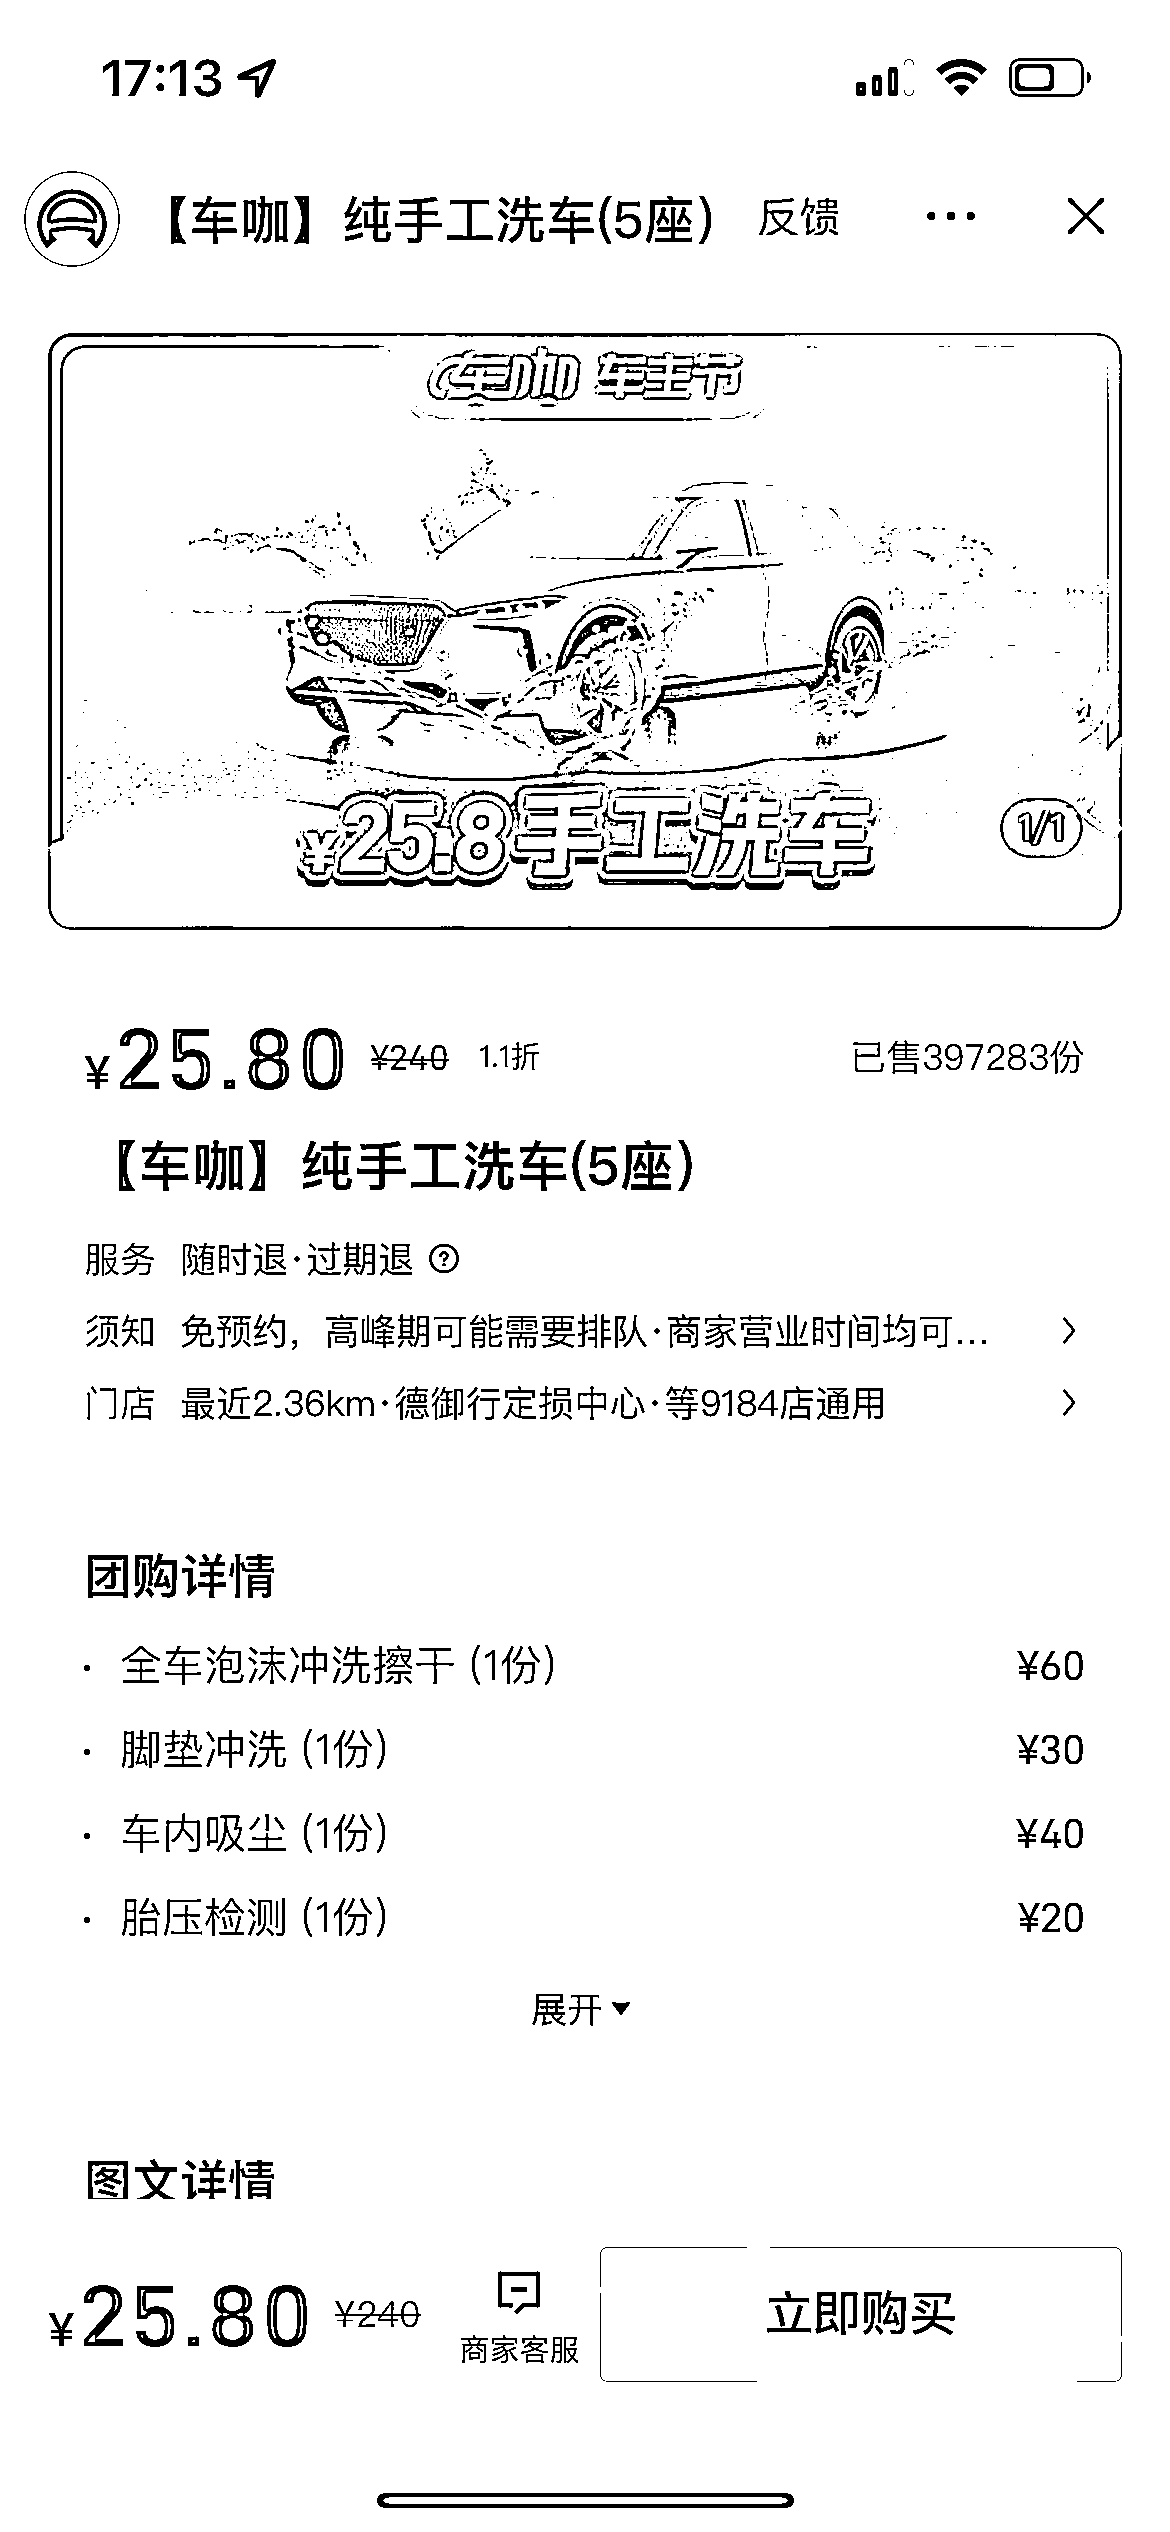 17:13
【车咖】纯手工洗车(5座) 反馈
车咖 车主节
¥25.8手工洗车
1/1
¥25.80 ¥240 1.1折 已售397283份
【车咖】纯手工洗车(5座)
服务 随时退·过期退
须知 免预约，高峰期可能需要排队·商家营业时间均可...
门店 最近2.36km·德御行定损中心·等9184店通用
团购详情
· 全车泡沫冲洗擦干 (1份) ¥60
· 脚垫冲洗 (1份) ¥30
· 车内吸尘 (1份) ¥40
· 胎压检测 (1份) ¥20
展开
图文详情
¥25.80 ¥240 商家客服 立即购买